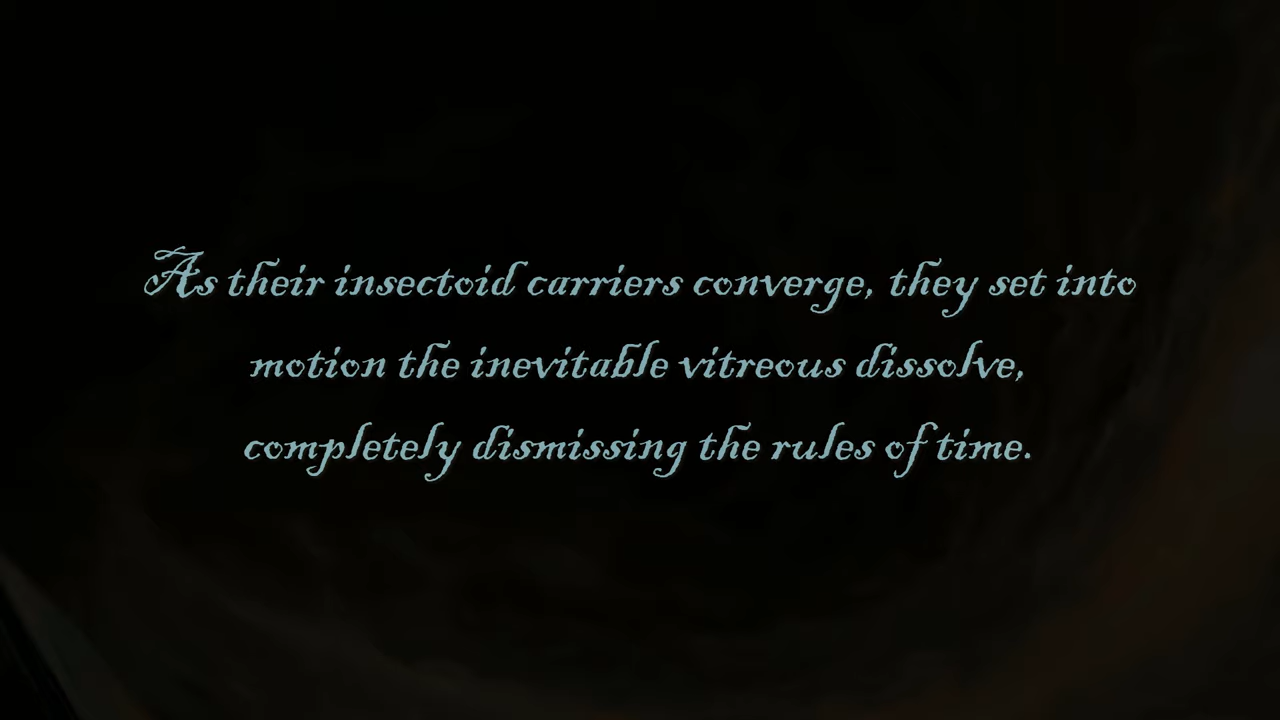 As their insectoid carriers converge, they set into
motion the inevitable vitreous dissolve,
completely dismissing the rules of time.